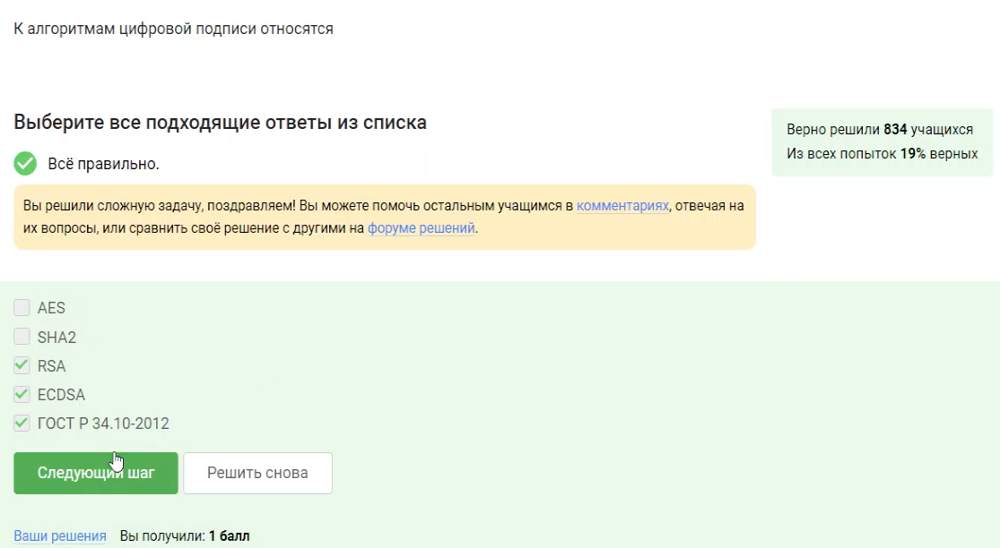 К алгоритмам цифровой подписи относятся
Выберите все подходящие ответы из списка
Верно решили 834 учащихся
Из всех попыток 19% верных
Всё правильно.
Вы решили сложную задачу, поздравляем! Вы можете помочь остальным учащимся в комментариях, отвечая на
их вопросы, или сравнить своё решение с другими на форуме решений.
AES
SHA2
RSA
ECDSA
ГОСТ Р 34.10-2012
Следующий шаг
Решить снова
Ваши решения Вы получили: 1 балл